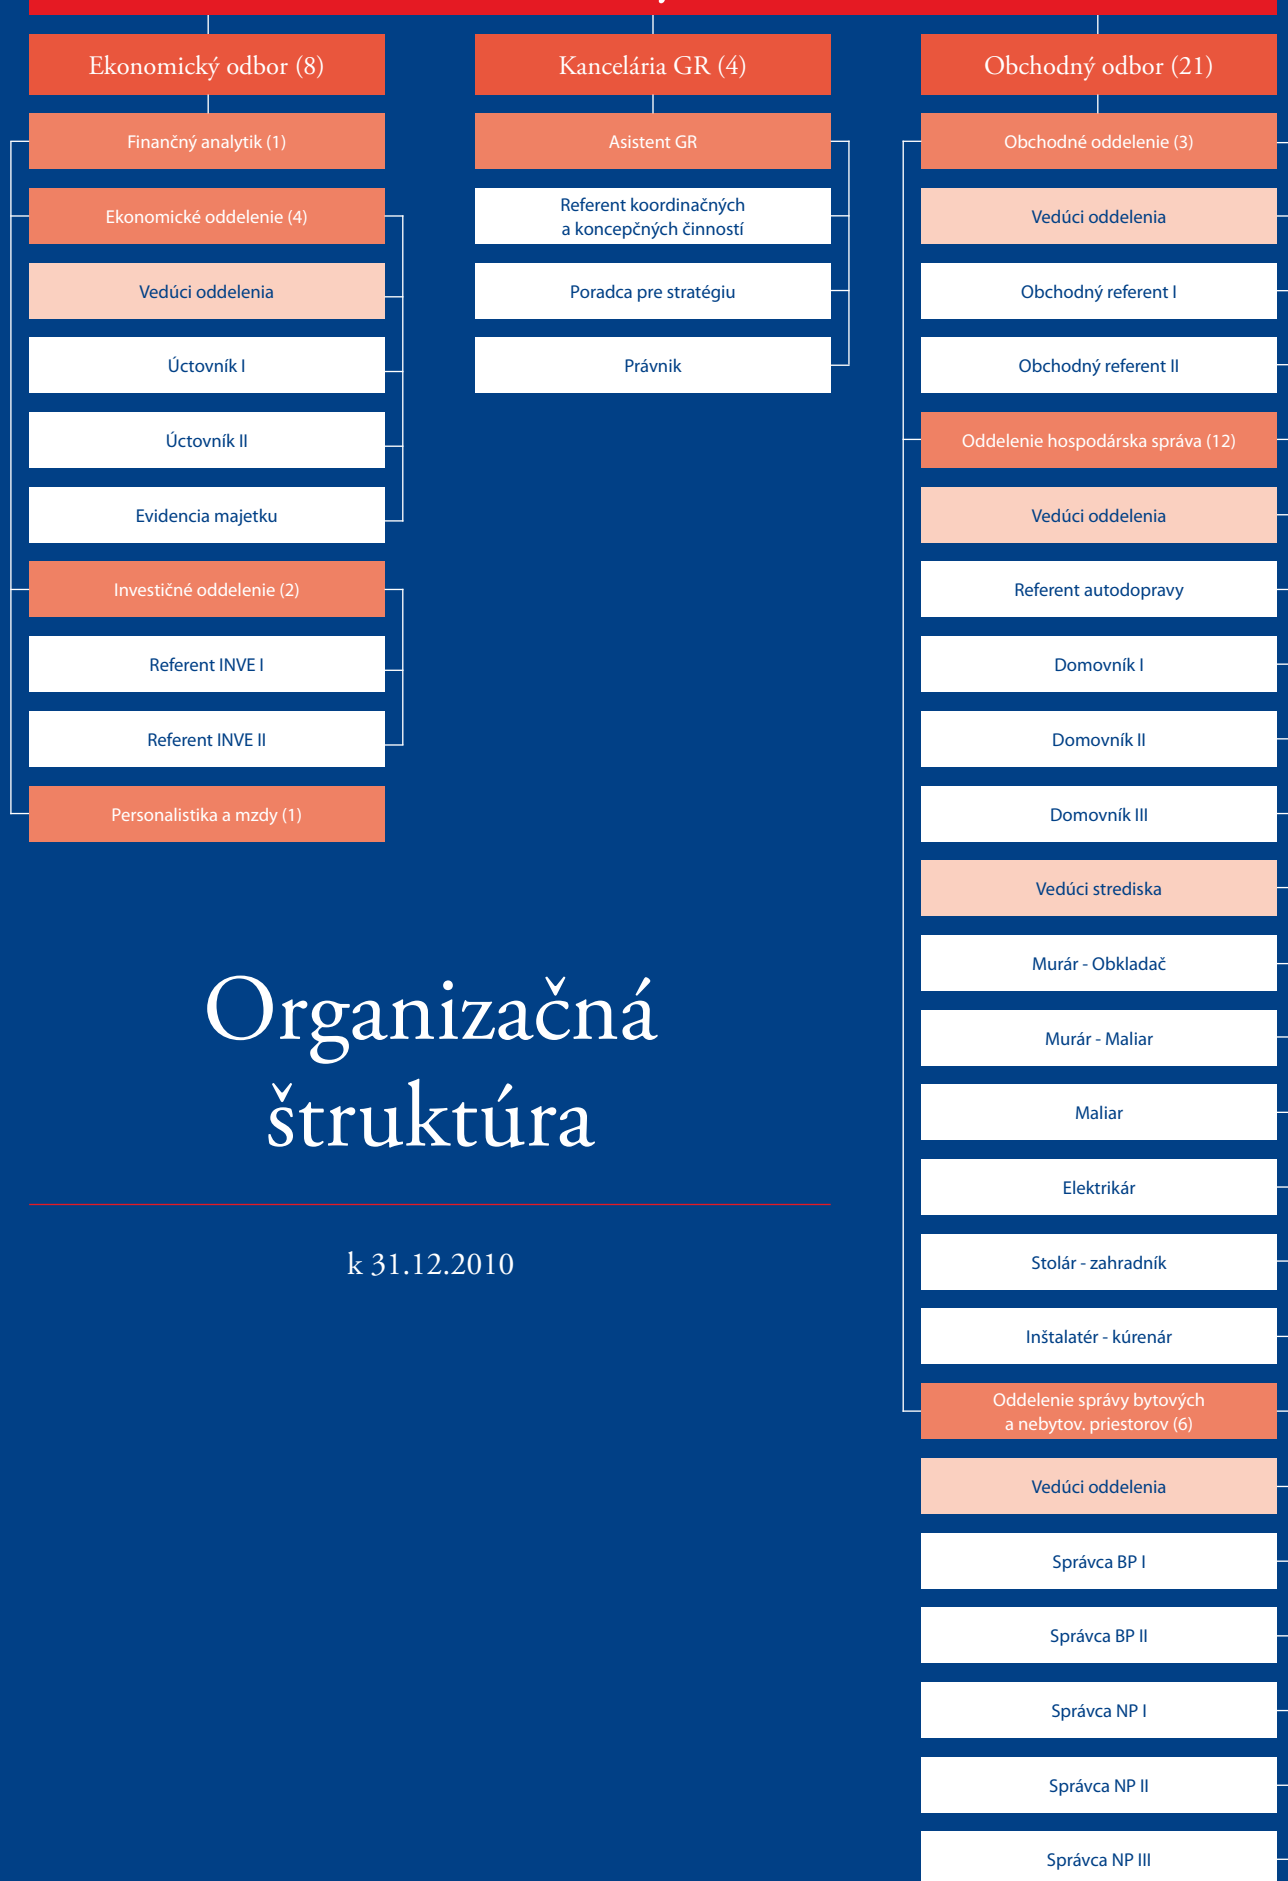 Ekonomický odbor (8)
Finančný analytik (1)
Ekonomické oddelenie (4)
Vedúci oddelenia
Úctovník I
Úctovník II
Evidencia majetku
Investičné oddelenie (2)
Referent INVE I
Referent INVE II
Personalistika a mzdy (1)
Kancelária GR (4)
Asistent GR
Referent koordinačných
a koncepčných činností
Poradca pre stratégiu
Právnik
Obchodný odbor (21)
Obchodné oddelenie (3)
Vedúci oddelenia
Obchodný referent I
Obchodný referent II
Oddelenie hospodárska správa (12)
Vedúci oddelenia
Referent autodopravy
Domovník I
Domovník II
Domovník III
Vedúci strediska
Murár - Obkladač
Murár - Maliar
Maliar
Elektrikár
Stolár - zahradník
Inštalatér - kúrenár
Oddelenie správy bytových
a nebytov. priestorov (6)
Vedúci oddelenia
Správca BP I
Správca BP II
Správca NP I
Správca NP II
Správca NP III
Organizačná
štruktúra
k 31.12.2010